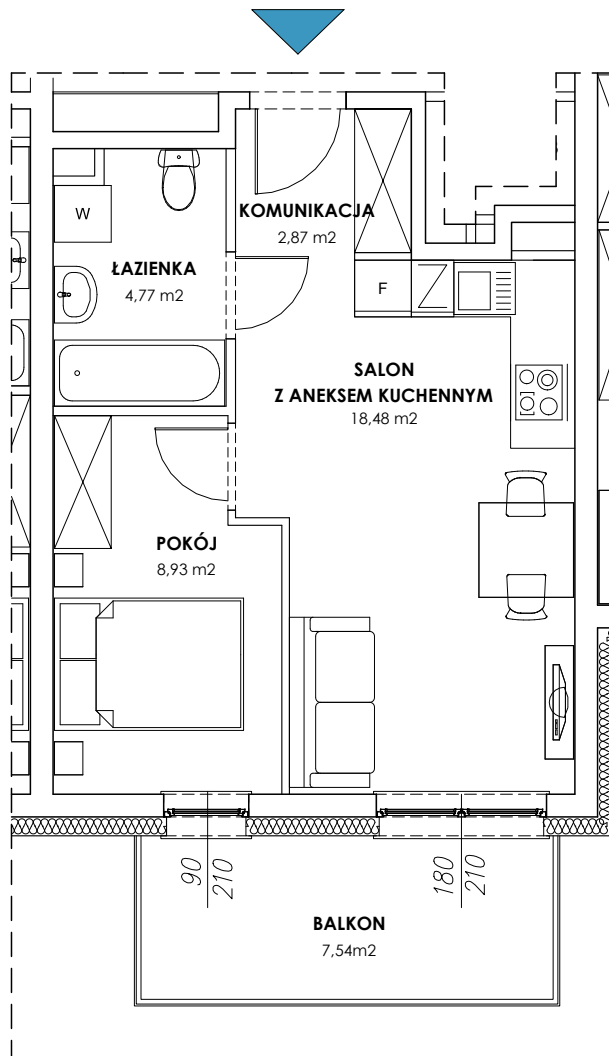 KOMUNIKACJA
2,87 m2
W
ŁAZIENKA
4,77 m2
F
SALON
Z ANEKSEM KUCHENNYM
18,48 m2
POKÓJ
8,93 m2
90
210
180
210
BALKON
7,54m2